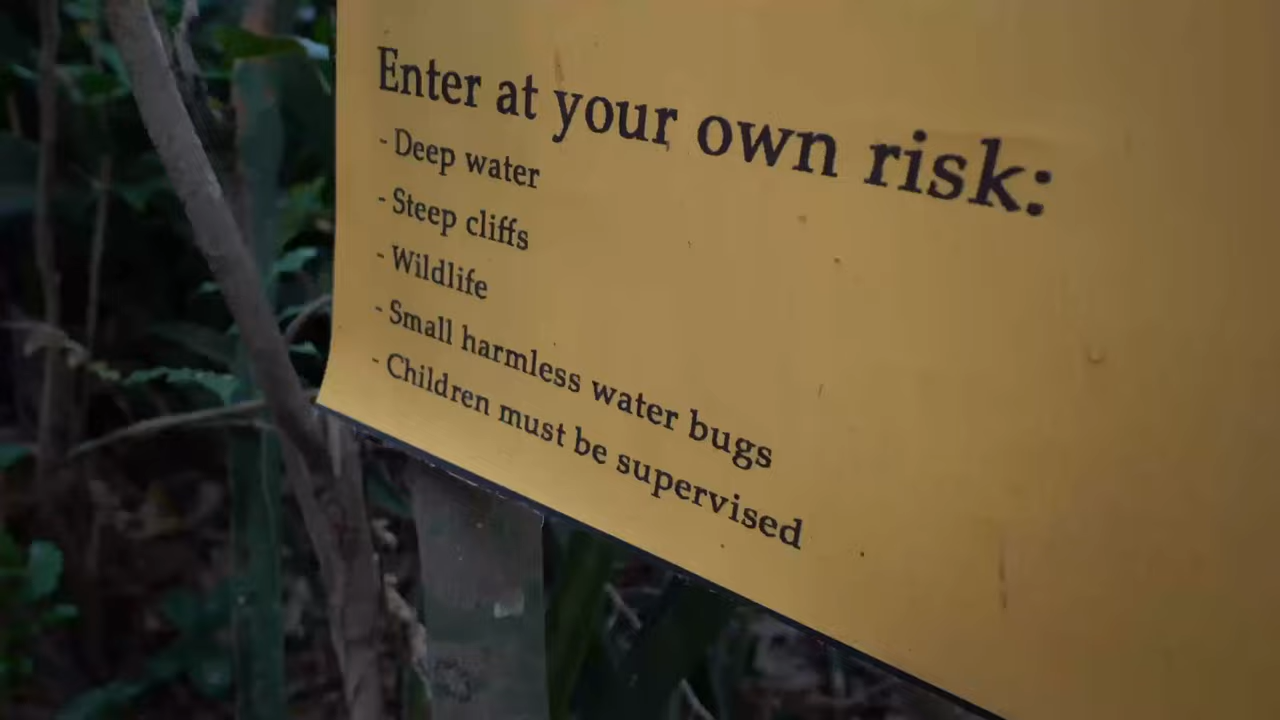 Enter at your own risk:
- Deep water
- Steep cliffs
- Wildlife
- Small harmless water bugs
- Children must be supervised